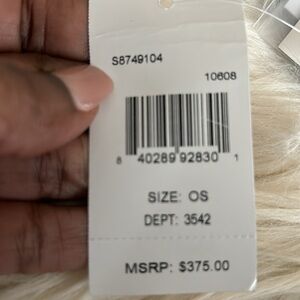 S8749104
10608
8 40289 92830 1
SIZE: OS
DEPT: 3542
MSRP: $375.00